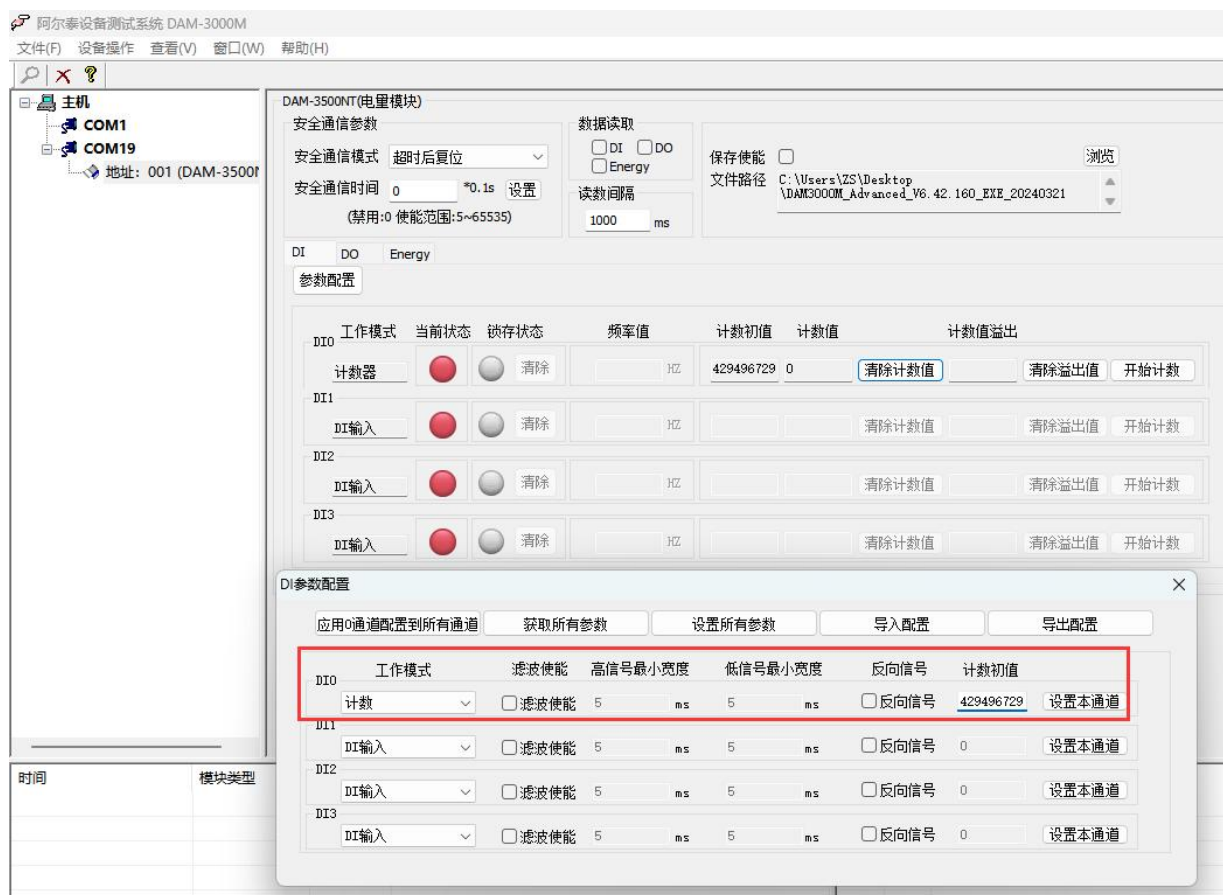 阿尔泰设备测试系统 DAM-3000M
文件(F) 设备操作 查看(V) 窗口(W) 帮助(H)
主机
COM1
COM19
地址：001 (DAM-3500
DAM-3500NT(电量模块)
安全通信参数
安全通信模式 超时后复位
安全通信时间 0 *0.1s 设置
(禁用:0 使能范围:5~65535)
数据读取
DI DO
Energy
读数间隔
1000 ms
保存使能 浏览
文件路径 C:\Users\ZS\Desktop
\DAM3000M_Advanced_V6.42.160_EXE_20240321
DI DO Energy
参数配置
工作模式 当前状态 锁存状态 频率值 计数初值 计数值 计数值溢出
DI0
计数器 清除 HZ 429496729 0 清除计数值 清除溢出值 开始计数
DI1
DI输入 清除 HZ 清除计数值 清除溢出值 开始计数
DI2
DI输入 清除 HZ 清除计数值 清除溢出值 开始计数
DI3
DI输入 清除 HZ 清除计数值 清除溢出值 开始计数
DI参数配置
应用0通道配置到所有通道 获取所有参数 设置所有参数 导入配置 导出配置
工作模式 滤波使能 高信号最小宽度 低信号最小宽度 反向信号 计数初值
DI0
计数 滤波使能 5 ms 5 ms 反向信号 429496729 设置本通道
DI1
DI输入 滤波使能 5 ms 5 ms 反向信号 0 设置本通道
DI2
DI输入 滤波使能 5 ms 5 ms 反向信号 0 设置本通道
DI3
DI输入 滤波使能 5 ms 5 ms 反向信号 0 设置本通道
时间 模块类型